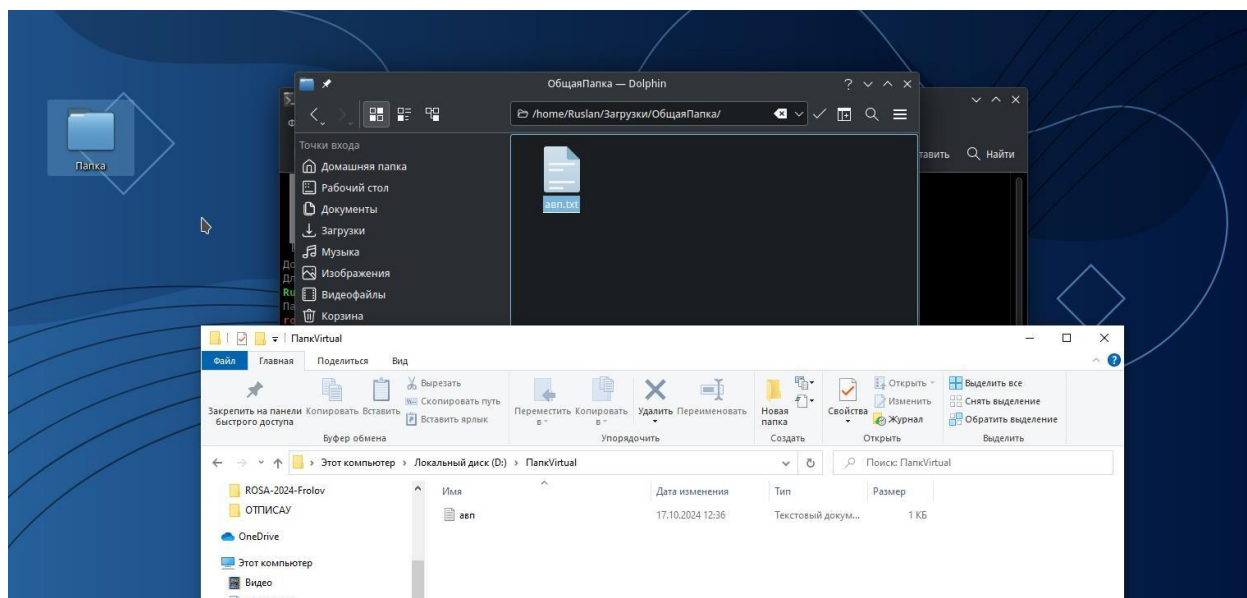 Папка
ОбщаяПапка — Dolphin
/home/Ruslan/Загрузки/ОбщаяПапка/
Точки входа
Домашняя папка
Рабочий стол
Документы
Загрузки
Музыка
Изображения
Видеофайлы
Корзина
авп.txt
Найти
ПапкVirtual
Файл Главная Поделиться Вид
Закрепить на панели быстрого доступа
Копировать
Вставить
Вырезать
Скопировать путь
Вставить ярлык
Буфер обмена
Переместить в
Копировать в
Удалить
Переименовать
Упорядочить
Новая папка
Создать
Свойства
Открыть
Изменить
Журнал
Открыть
Выделить все
Снять выделение
Обратить выделение
Выделить
Этот компьютер › Локальный диск (D:) › ПапкVirtual
Поиск: ПапкVirtual
ROSA-2024-Frolov
ОТПИСАУ
OneDrive
Этот компьютер
Видео
Имя Дата изменения Тип Размер
авп 17.10.2024 12:36 Текстовый докум... 1 КБ